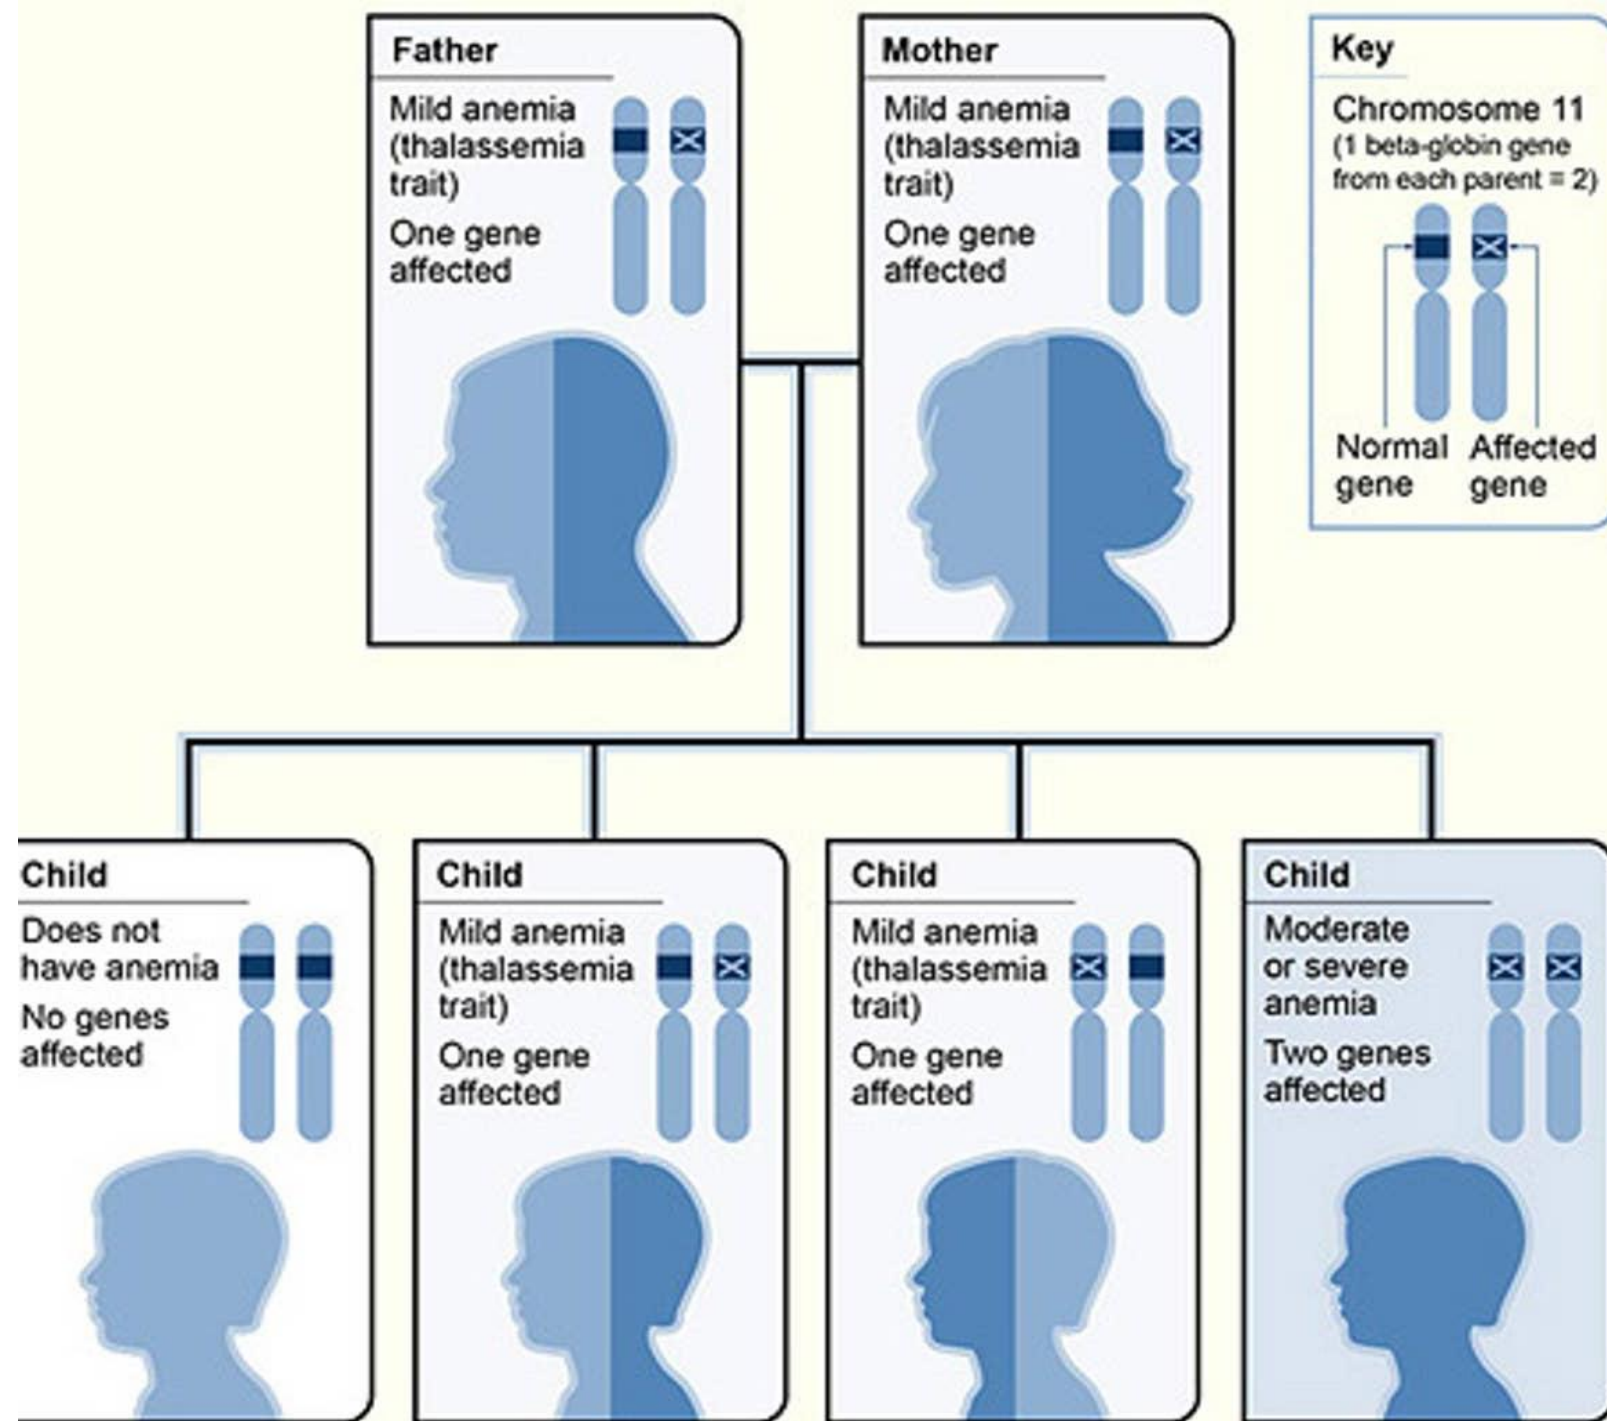 Father
Mild anemia
(thalassemia
trait)
One gene
affected
Mother
Mild anemia
(thalassemia
trait)
One gene
affected
Key
Chromosome 11
(1 beta-globin gene
from each parent = 2)
Normal gene
Affected gene
Child
Does not
have anemia
No genes
affected
Child
Mild anemia
(thalassemia
trait)
One gene
affected
Child
Mild anemia
(thalassemia
trait)
One gene
affected
Child
Moderate
or severe
anemia
Two genes
affected